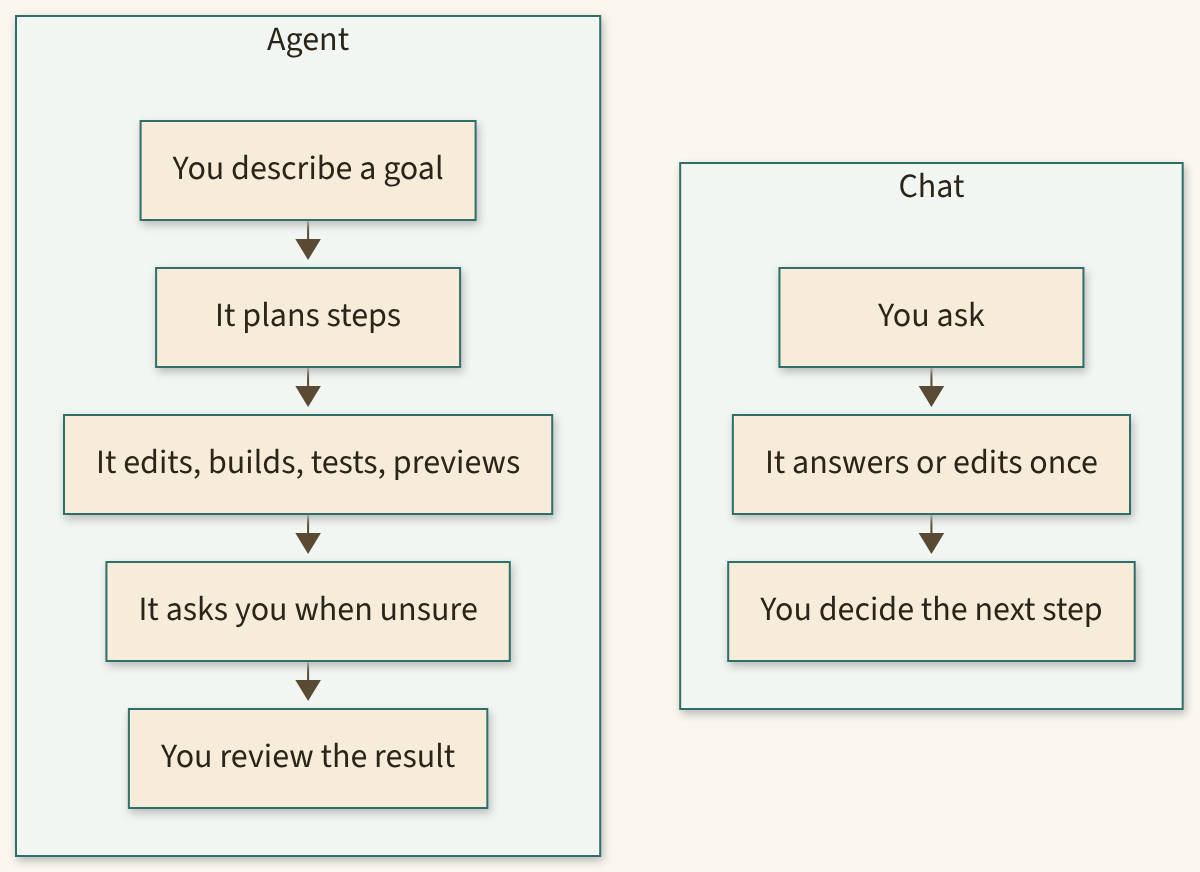 Agent
You describe a goal
It plans steps
It edits, builds, tests, previews
It asks you when unsure
You review the result
Chat
You ask
It answers or edits once
You decide the next step